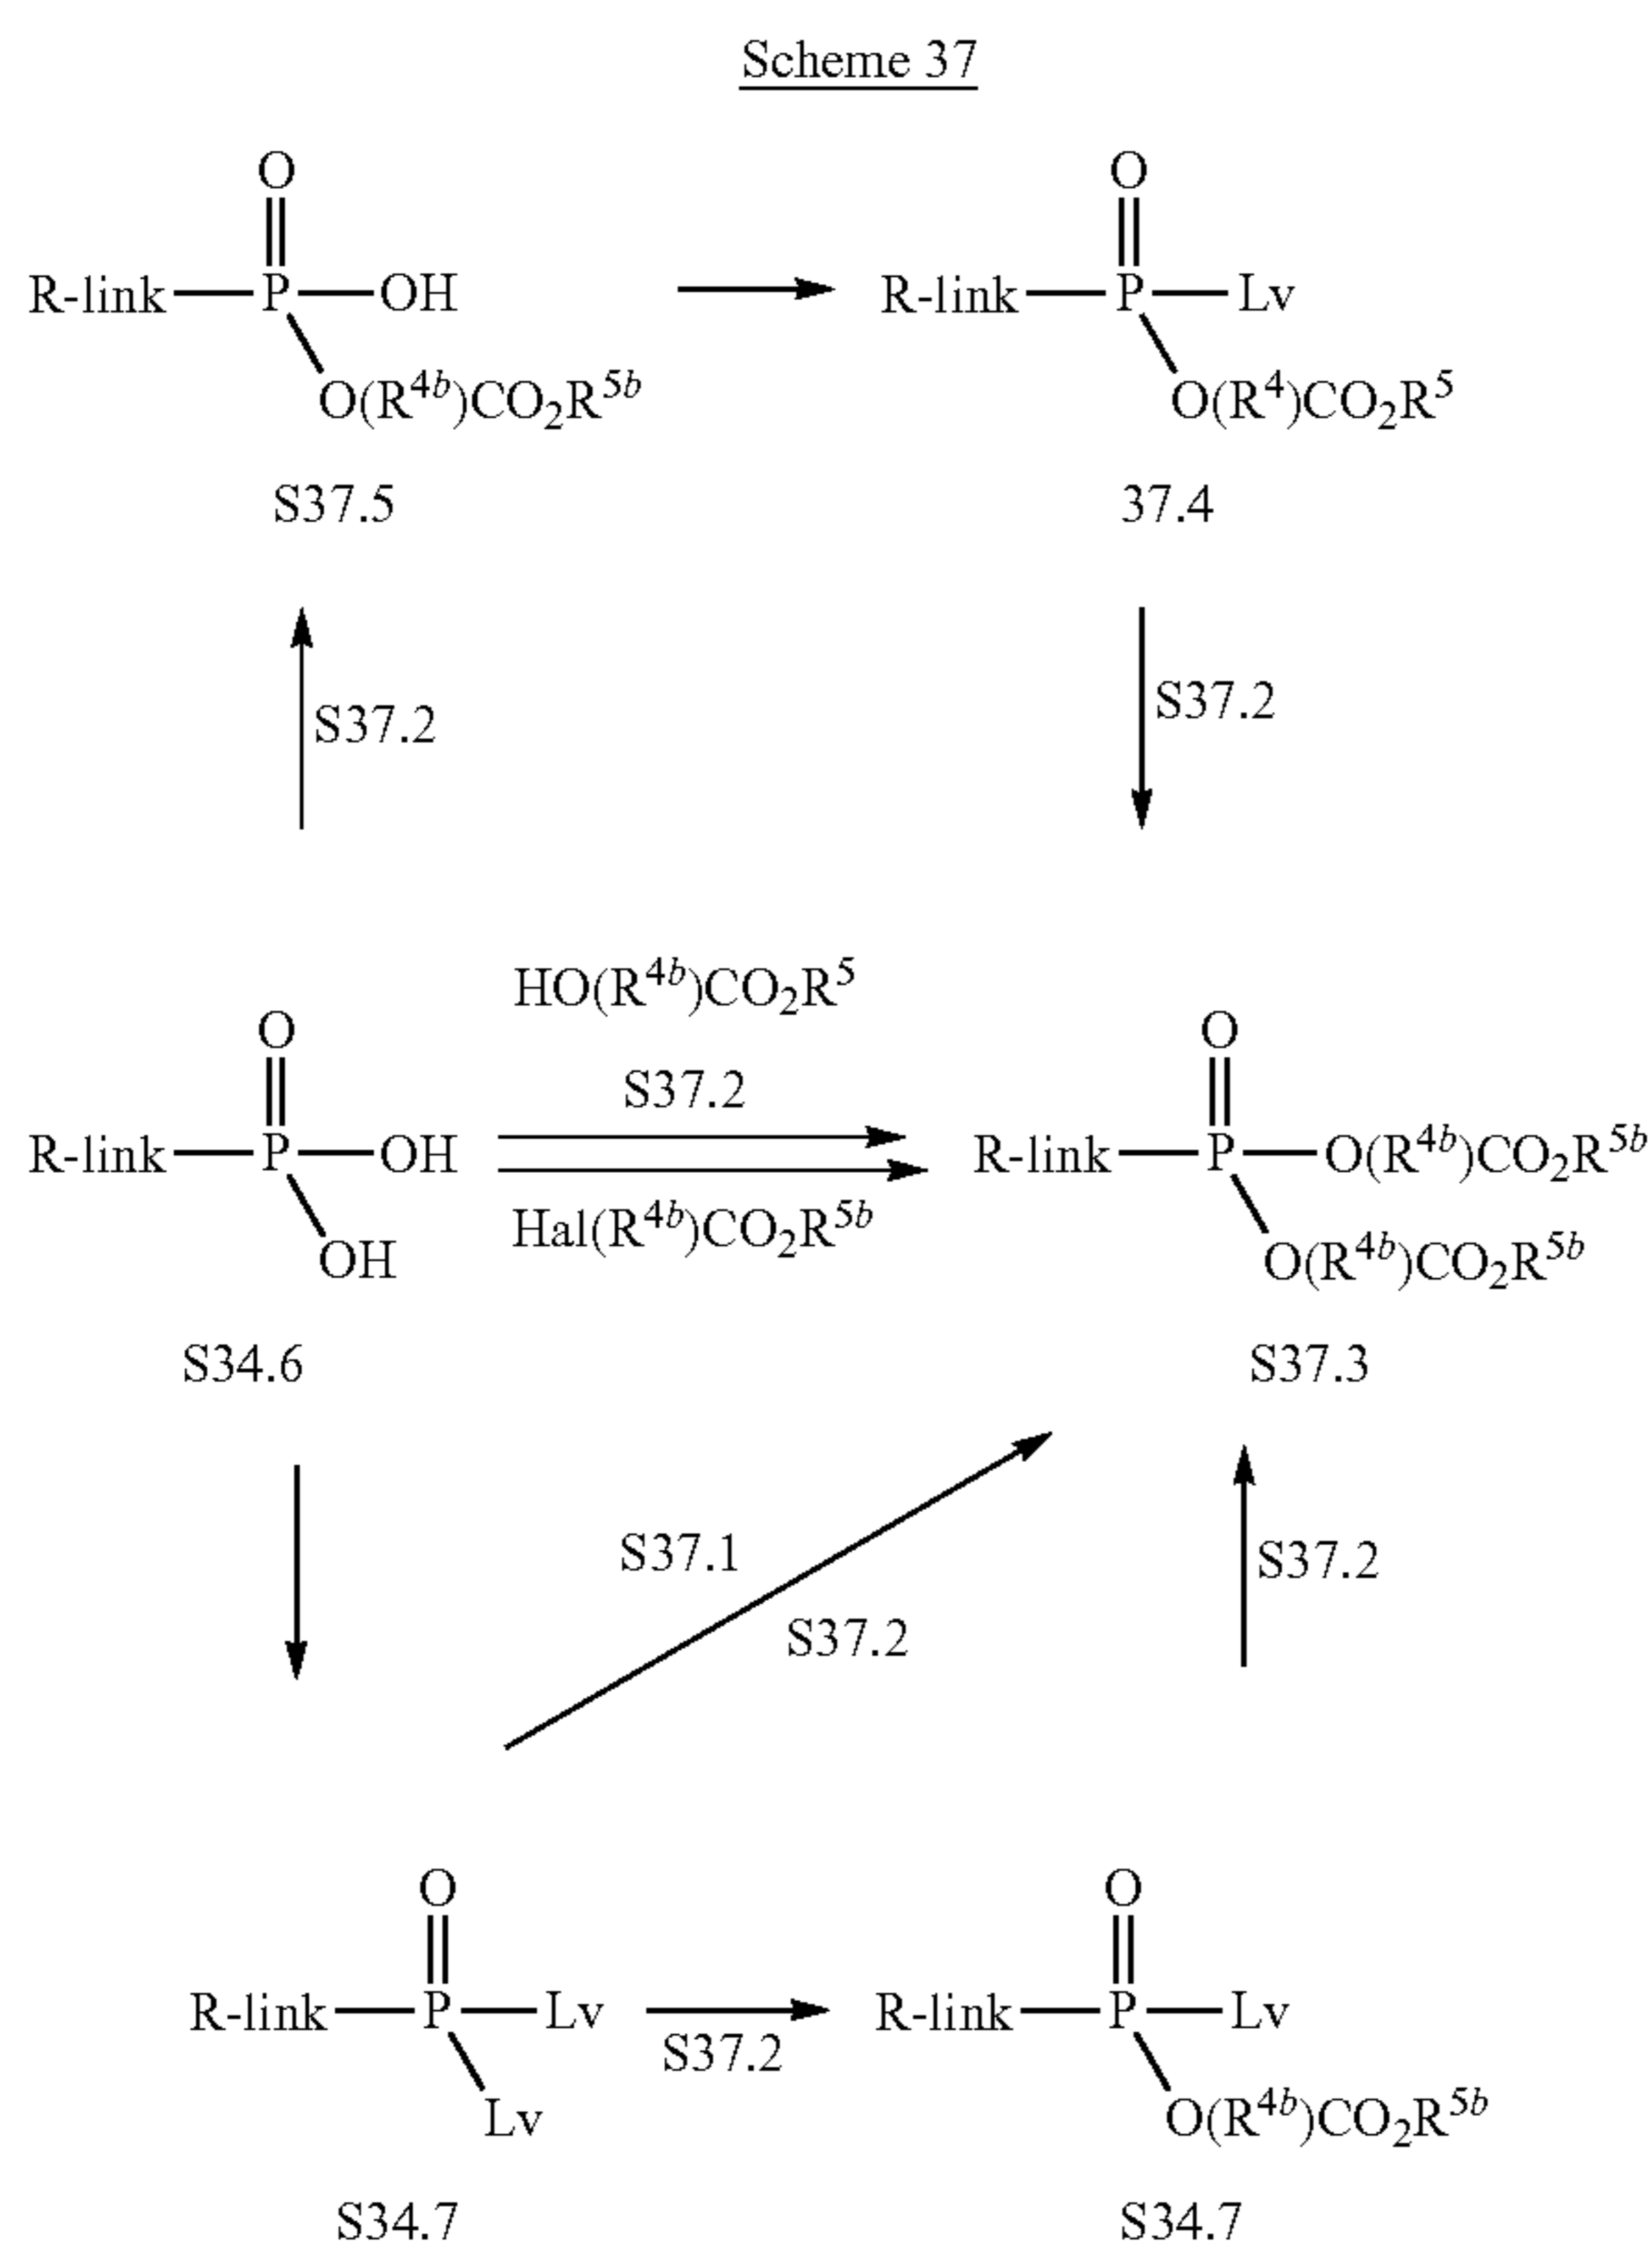 Scheme 37
O O
R-link P OH R-link P Lv
O(R⁴ᵇ)CO₂R⁵ᵇ O(R⁴)CO₂R⁵
S37.5 37.4
S37.2 S37.2
HO(R⁴ᵇ)CO₂R⁵
O S37.2 O
R-link P OH R-link P O(R⁴ᵇ)CO₂R⁵ᵇ
Hal(R⁴ᵇ)CO₂R⁵ᵇ
OH O(R⁴ᵇ)CO₂R⁵ᵇ
S34.6 S37.3
S37.1 S37.2
S37.2
O O
R-link P Lv S37.2 R-link P Lv
Lv O(R⁴ᵇ)CO₂R⁵ᵇ
S34.7 S34.7